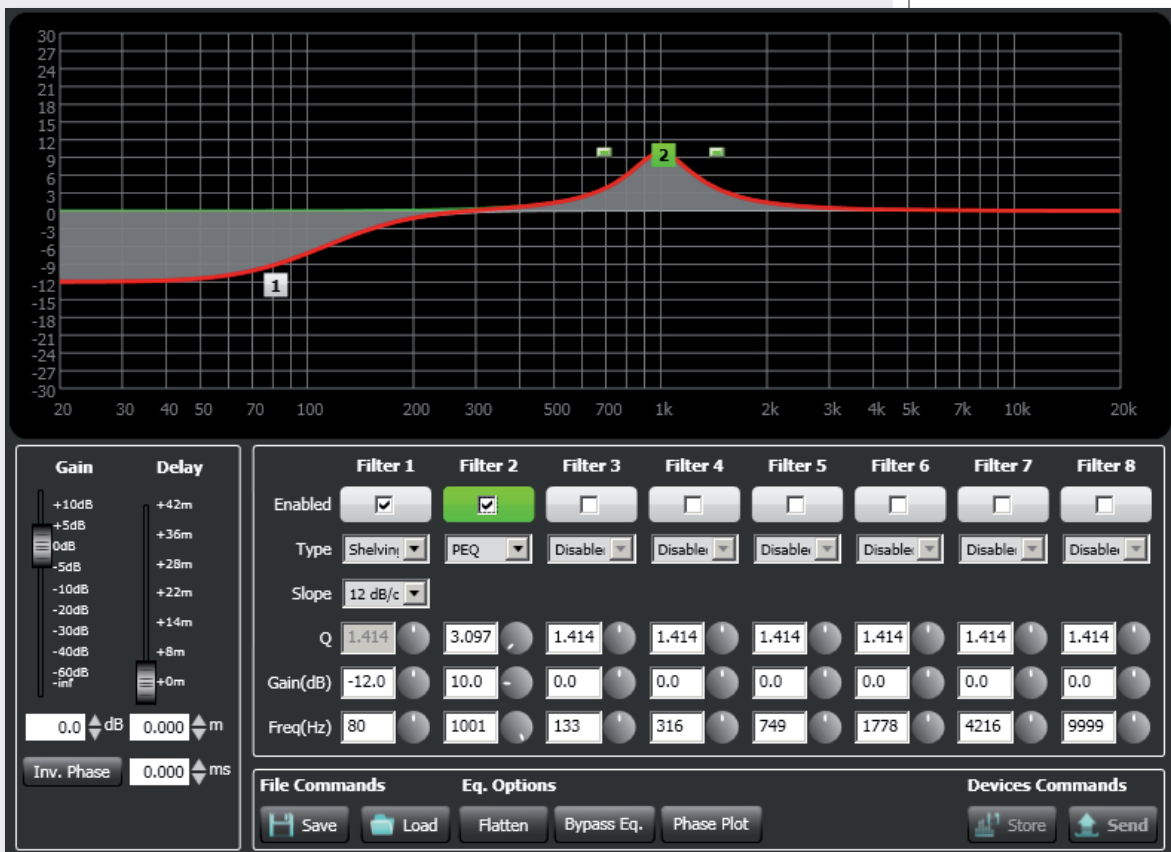 30
27
24
21
18
15
12
9
6
3
0
-3
-6
-9
-12
-15
-18
-21
-24
-27
-30
2
1
20 30 40 50 70 100 200 300 500 700 1k 2k 3k 4k 5k 7k 10k 20k
Gain Delay
+10dB +42m
+5dB +36m
0dB
-5dB +28m
-10dB +22m
-20dB
-30dB +14m
-40dB +8m
-60dB +0m
-inf
0.0 dB 0.000 m
Inv. Phase 0.000 ms
Filter 1 Filter 2 Filter 3 Filter 4 Filter 5 Filter 6 Filter 7 Filter 8
Enabled
Type Shelving PEQ Disable Disable Disable Disable Disable Disable
Slope 12 dB/c
Q 1.414 3.097 1.414 1.414 1.414 1.414 1.414 1.414
Gain(dB) -12.0 10.0 0.0 0.0 0.0 0.0 0.0 0.0
Freq(Hz) 80 1001 133 316 749 1778 4216 9999
File Commands Eq. Options Devices Commands
Save Load Flatten Bypass Eq. Phase Plot Store Send